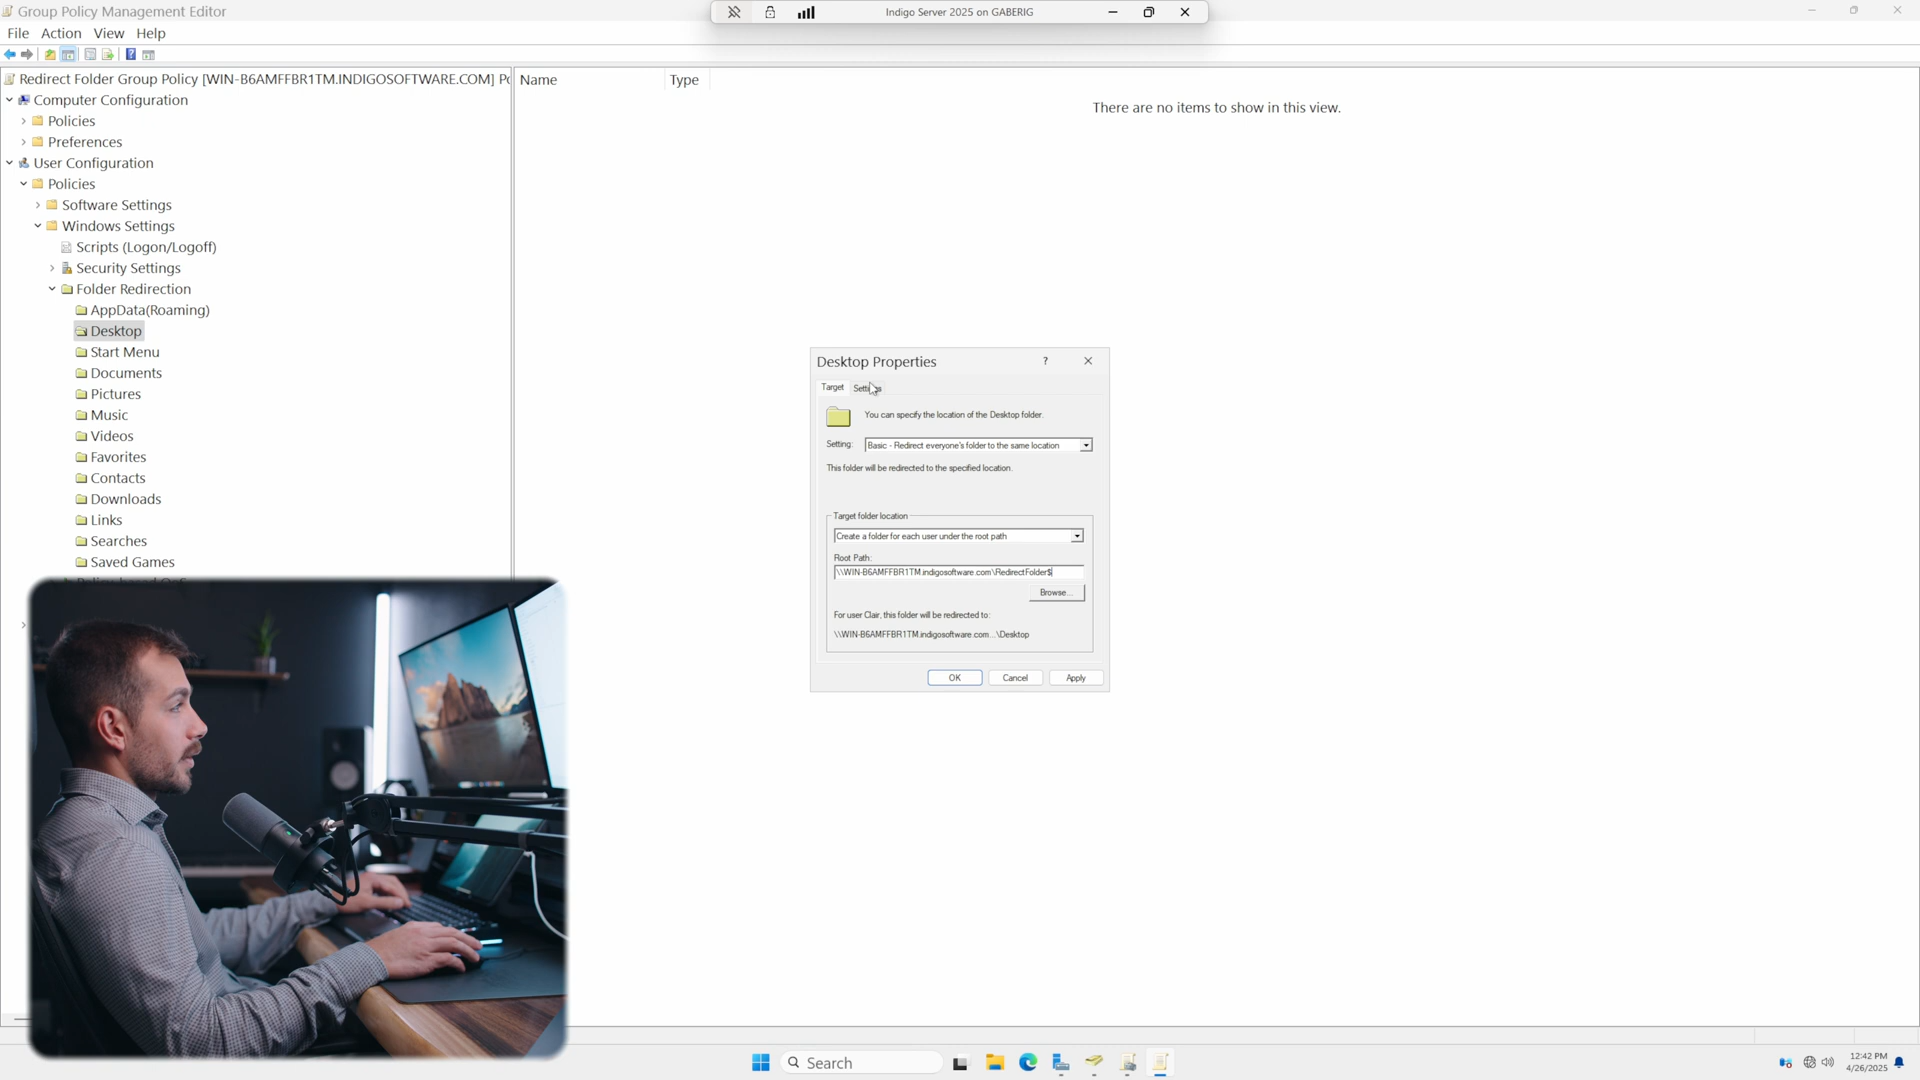 Group Policy Management Editor
Indigo Server 2025 on GABERIG
File Action View Help
Redirect Folder Group Policy [WIN-B6AMFFBR1TM.INDIGOSOFTWARE.COM] Po
Computer Configuration
Policies
Preferences
User Configuration
Policies
Software Settings
Windows Settings
Scripts (Logon/Logoff)
Security Settings
Folder Redirection
AppData(Roaming)
Desktop
Start Menu
Documents
Pictures
Music
Videos
Favorites
Contacts
Downloads
Links
Searches
Saved Games
Name Type
There are no items to show in this view.
Desktop Properties ?
Target Settings
You can specify the location of the Desktop folder.
Setting: Basic - Redirect everyone's folder to the same location
This folder will be redirected to the specified location.
Target folder location
Create a folder for each user under the root path
Root Path:
\\WIN-B6AMFFBR1TM.indigosoftware.com\RedirectFolder$
Browse...
For user Clair, this folder will be redirected to:
\\WIN-B6AMFFBR1TM.indigosoftware.com...\Desktop
OK Cancel Apply
Search
12:42 PM
4/26/2025